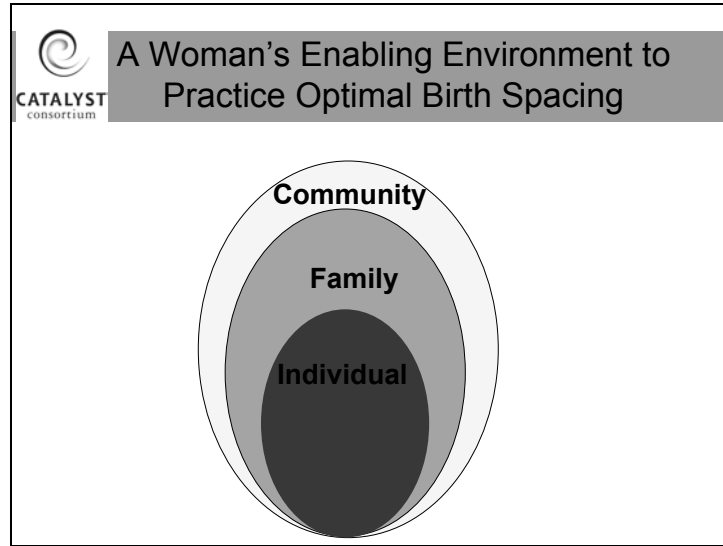 A Woman's Enabling Environment to
Practice Optimal Birth Spacing
CATALYST
consortium
Community
Family
Individual